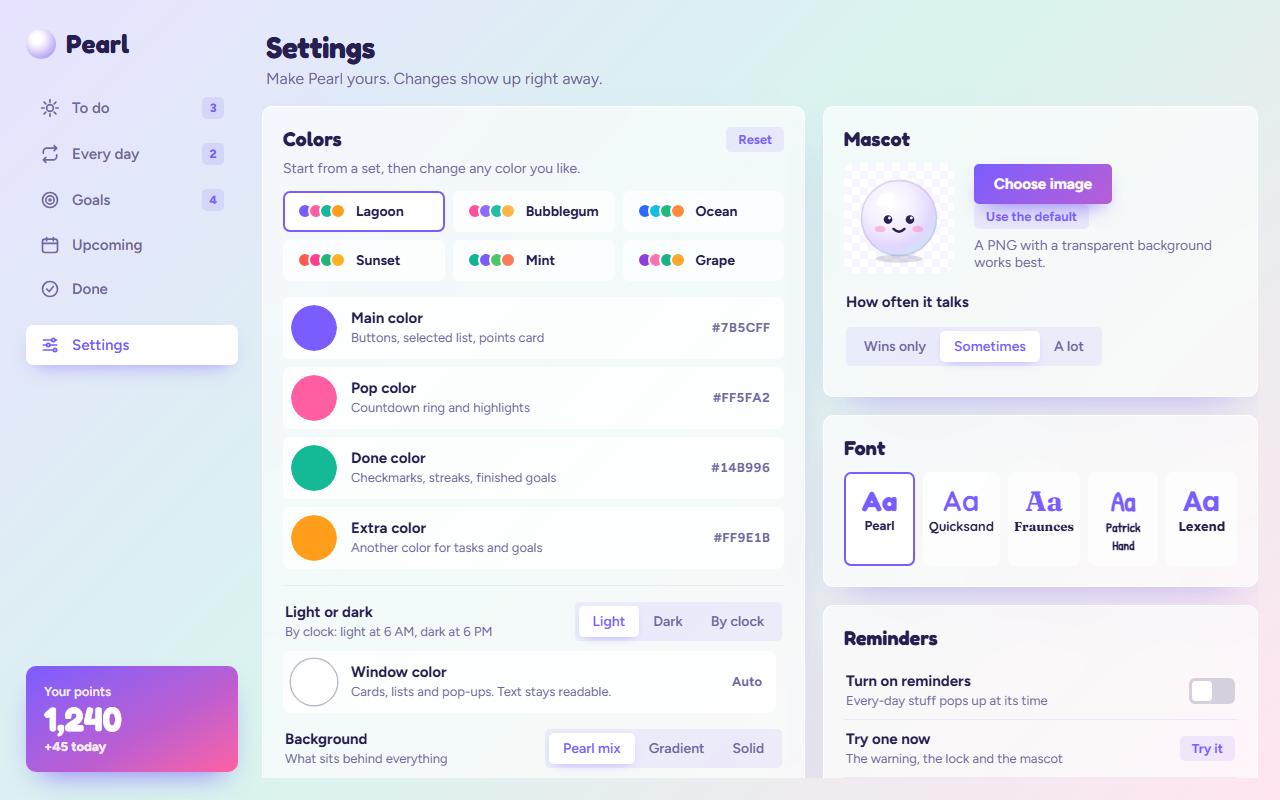 Pearl
To do
3
Every day
2
Goals
4
Upcoming
Done
Settings
Your points
1,240
+45 today
Settings
Make Pearl yours. Changes show up right away.
Colors
Reset
Start from a set, then change any color you like.
Lagoon
Bubblegum
Ocean
Sunset
Mint
Grape
Main color
Buttons, selected list, points card
#7B5CFF
Pop color
Countdown ring and highlights
#FF5FA2
Done color
Checkmarks, streaks, finished goals
#14B996
Extra color
Another color for tasks and goals
#FF9E1B
Light or dark
By clock: light at 6 AM, dark at 6 PM
Light
Dark
By clock
Window color
Cards, lists and pop-ups. Text stays readable.
Auto
Background
What sits behind everything
Pearl mix
Gradient
Solid
Mascot
Choose image
Use the default
A PNG with a transparent background
works best.
How often it talks
Wins only
Sometimes
A lot
Font
Aa
Pearl
Aa
Quicksand
Aa
Fraunces
Aa
Patrick
Hand
Aa
Lexend
Reminders
Turn on reminders
Every-day stuff pops up at its time
Try one now
The warning, the lock and the mascot
Try it